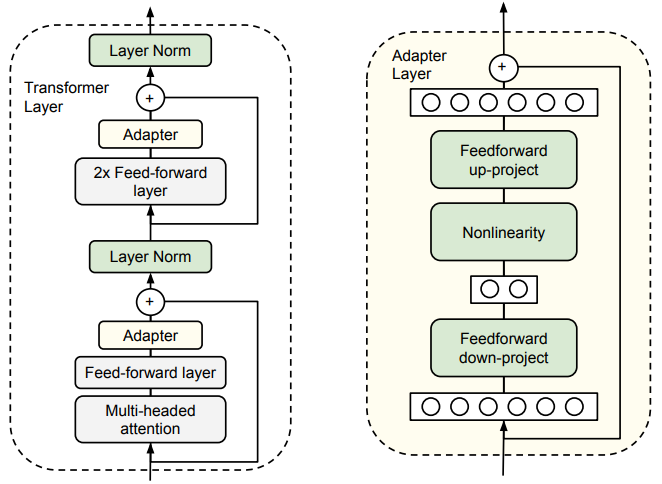 Layer Norm
Transformer
Layer
+
Adapter
2x Feed-forward
layer
Layer Norm
+
Adapter
Feed-forward layer
Multi-headed
attention
Adapter
Layer
+
Feedforward
up-project
Nonlinearity
Feedforward
down-project